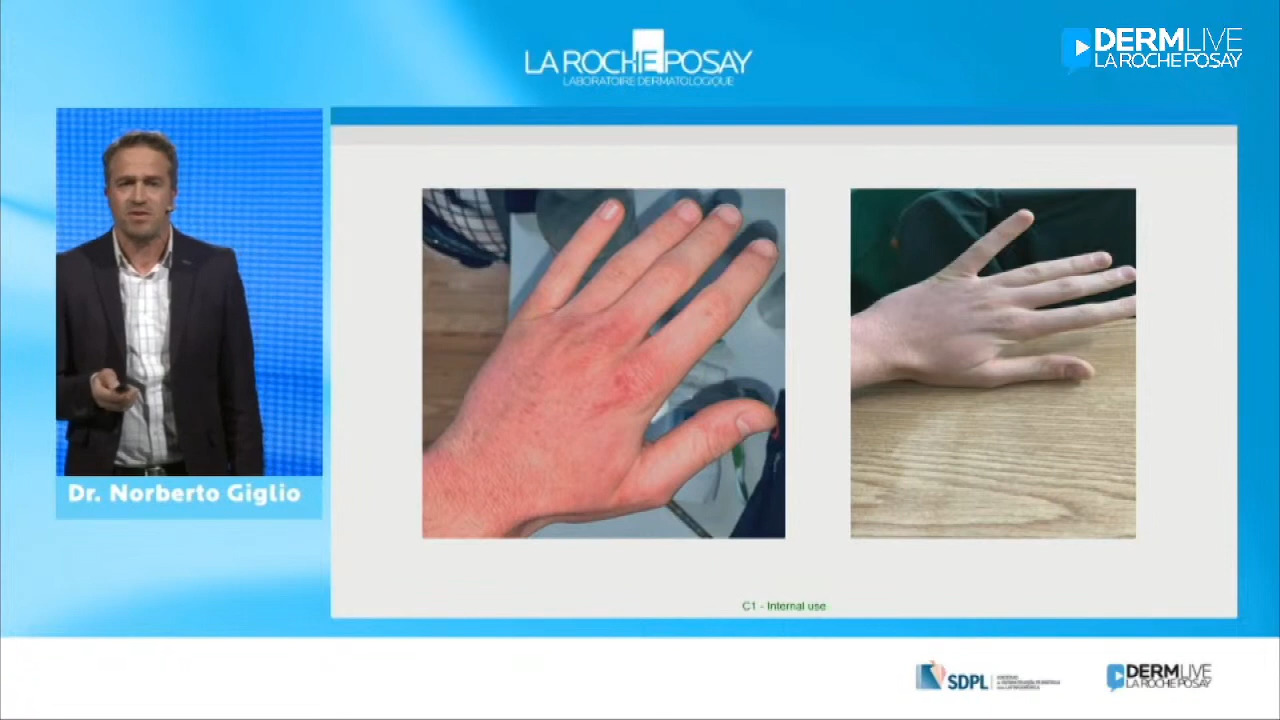 LA ROCHE POSAY
LABORATOIRE DERMATOLOGIQUE
DERMLIVE
LA ROCHE POSAY
Dr. Norberto Giglio
C1 - Internal use
SDPL
DERMLIVE
LA ROCHE POSAY